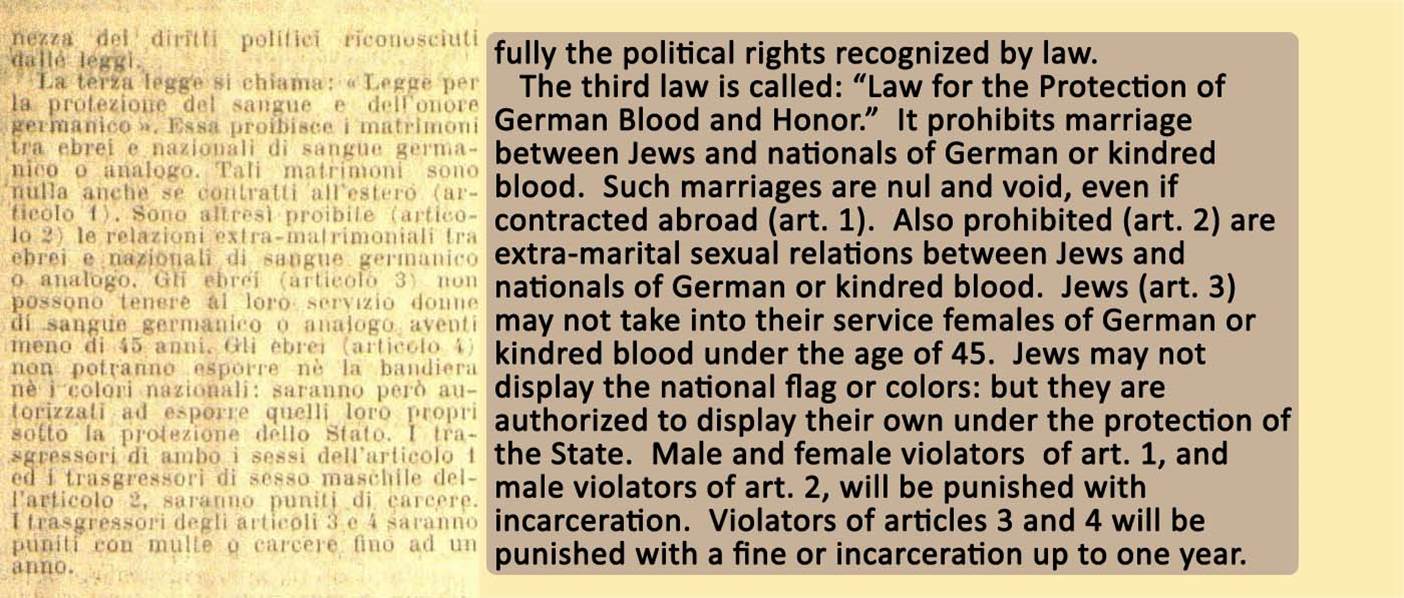 nezza dei diritti politici riconosciuti
dalle leggi.
La terza legge si chiama: « Legge per
la protezione del sangue e dell'onore
germanico ». Essa proibisce i matrimoni
tra ebrei e nazionali di sangue germa-
nico o analogo. Tali matrimoni sono
nulla anche se contratti all'estero (ar-
ticolo 1). Sono altresì proibite (artico-
lo 2) le relazioni extra-matrimoniali tra
ebrei e nazionali di sangue germanico
o analogo. Gli ebrei (articolo 3) non
possono tenere al loro servizio donne
di sangue germanico o analogo aventi
meno di 45 anni. Gli ebrei (articolo 4)
non potranno esporre nè la bandiera
nè i colori nazionali: saranno però au-
torizzati ad esporre quelli loro propri
sotto la protezione dello Stato. I tra-
sgressori di ambo i sessi dell'articolo 1
ed i trasgressori di sesso maschile del-
l'articolo 2, saranno puniti di carcere.
I trasgressori degli articoli 3 e 4 saranno
puniti con multe o carcere fino ad un
anno.
fully the political rights recognized by law.
The third law is called: “Law for the Protection of
German Blood and Honor.” It prohibits marriage
between Jews and nationals of German or kindred
blood. Such marriages are nul and void, even if
contracted abroad (art. 1). Also prohibited (art. 2) are
extra-marital sexual relations between Jews and
nationals of German or kindred blood. Jews (art. 3)
may not take into their service females of German or
kindred blood under the age of 45. Jews may not
display the national flag or colors: but they are
authorized to display their own under the protection of
the State. Male and female violators of art. 1, and
male violators of art. 2, will be punished with
incarceration. Violators of articles 3 and 4 will be
punished with a fine or incarceration up to one year.